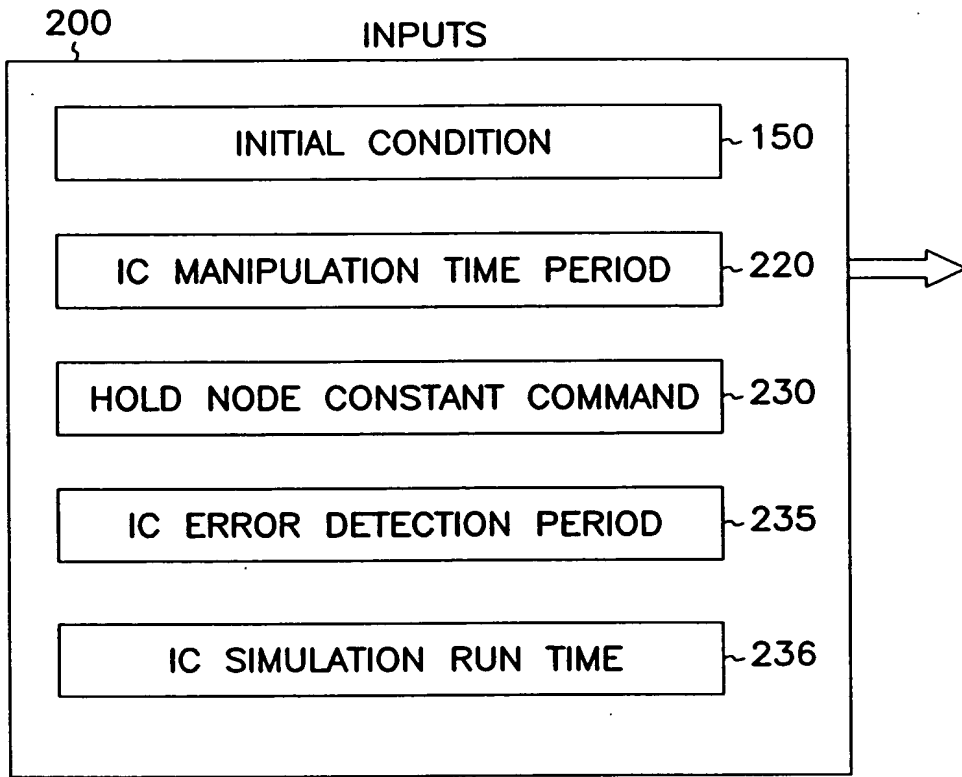 200
INPUTS
INITIAL CONDITION 150
IC MANIPULATION TIME PERIOD 220
HOLD NODE CONSTANT COMMAND 230
IC ERROR DETECTION PERIOD 235
IC SIMULATION RUN TIME 236